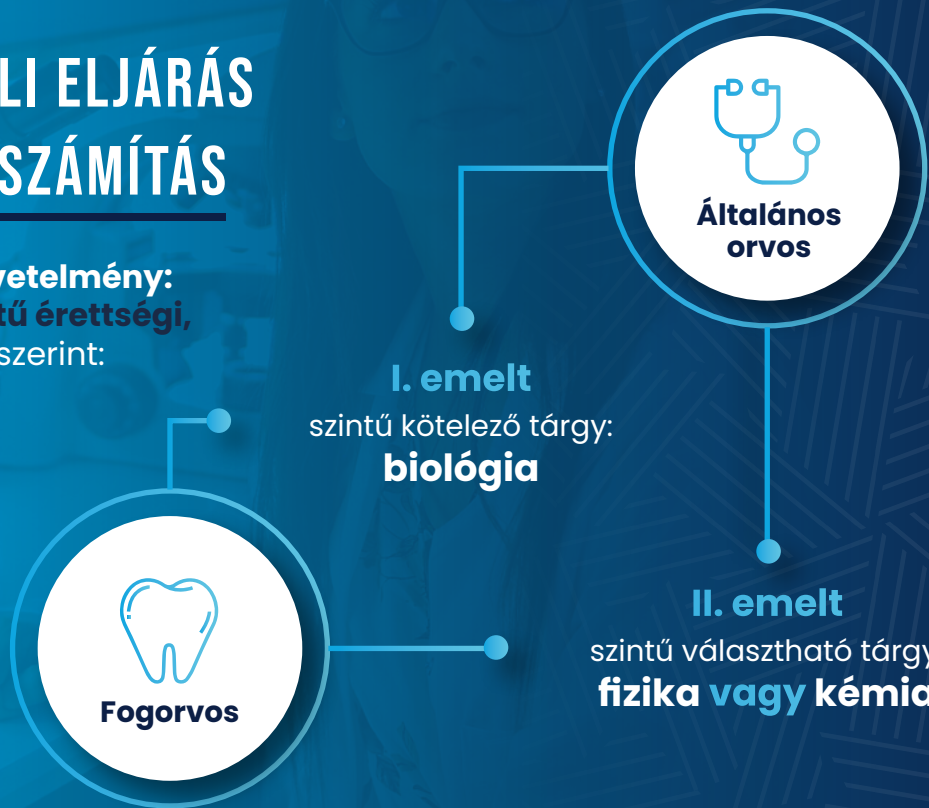 LI ELJÁRÁS
SZÁMÍTÁS
vetelmény:
tű érettségi,
szerint:
Általános
orvos
I. emelt
szintű kötelező tárgy:
biológia
Fogorvos
II. emelt
szintű választható tárgy
fizika vagy kémia